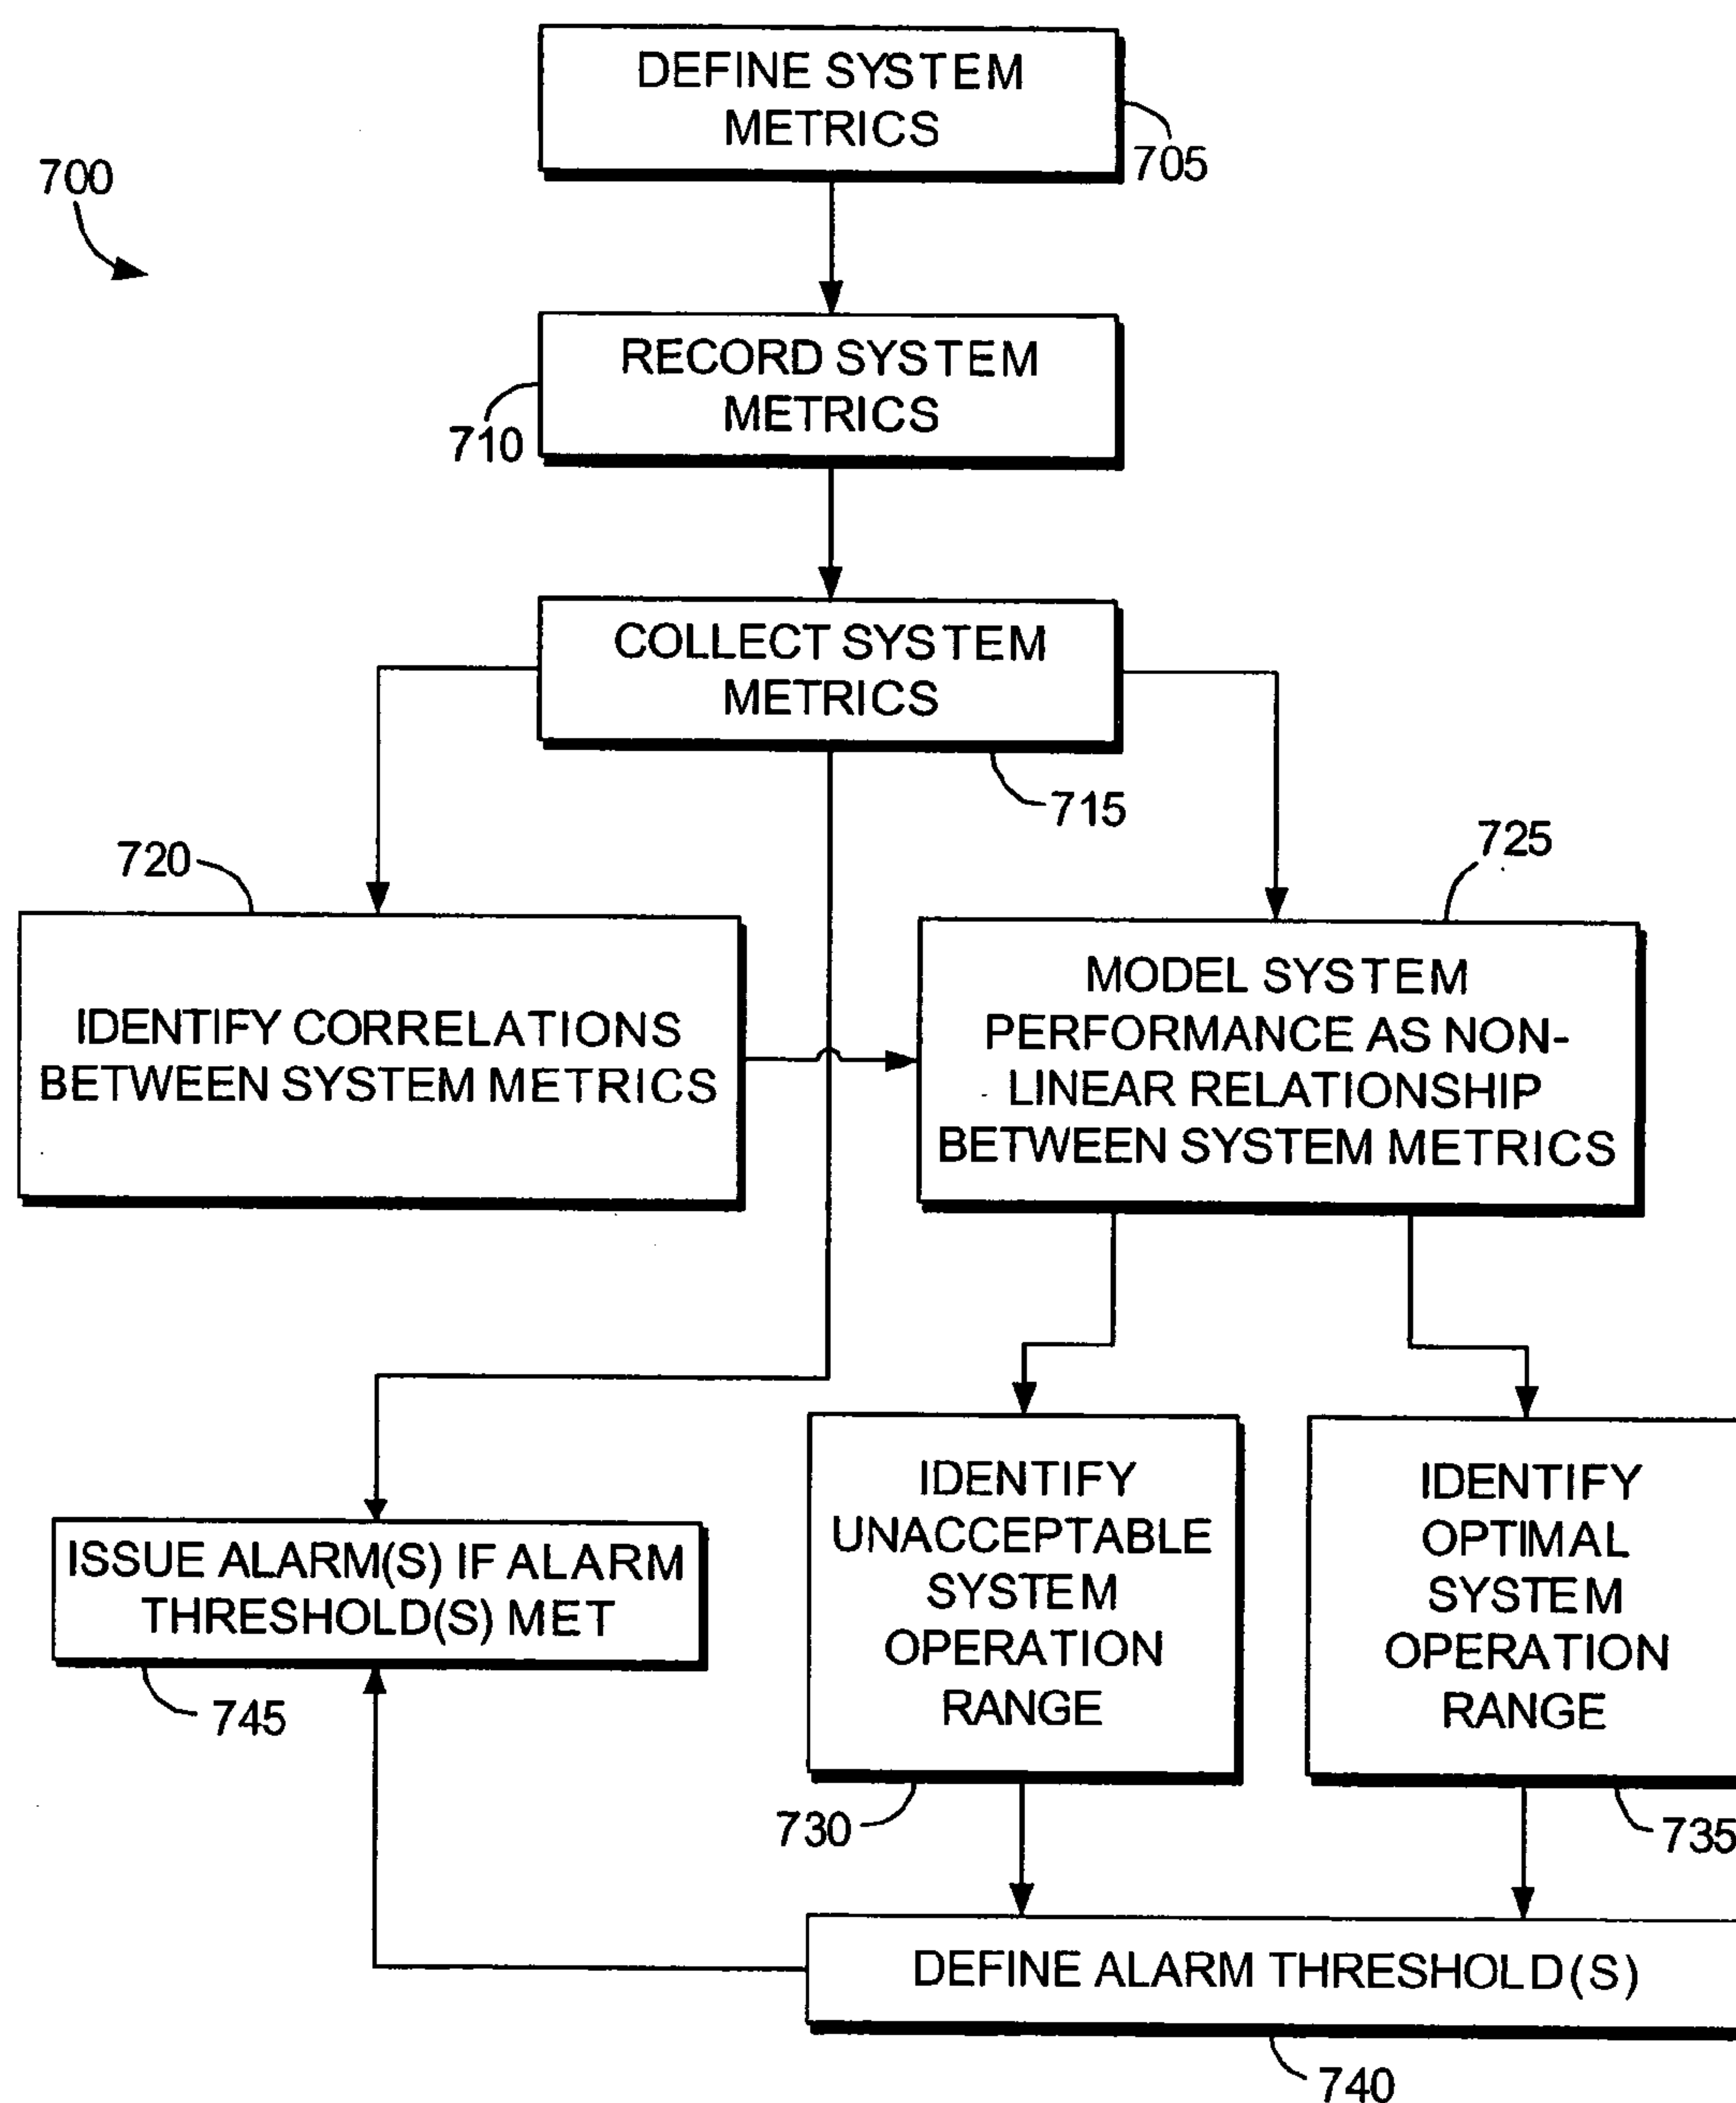 DEFINE SYSTEM
METRICS
705
700
RECORD SYSTEM
METRICS
710
COLLECT SYSTEM
METRICS
715
720
725
IDENTIFY CORRELATIONS
BETWEEN SYSTEM METRICS
MODEL SYSTEM
PERFORMANCE AS NON-
LINEAR RELATIONSHIP
BETWEEN SYSTEM METRICS
ISSUE ALARM(S) IF ALARM
THRESHOLD(S) MET
745
IDENTIFY
UNACCEPTABLE
SYSTEM
OPERATION
RANGE
730
IDENTIFY
OPTIMAL
SYSTEM
OPERATION
RANGE
735
DEFINE ALARM THRESHOLD(S)
740